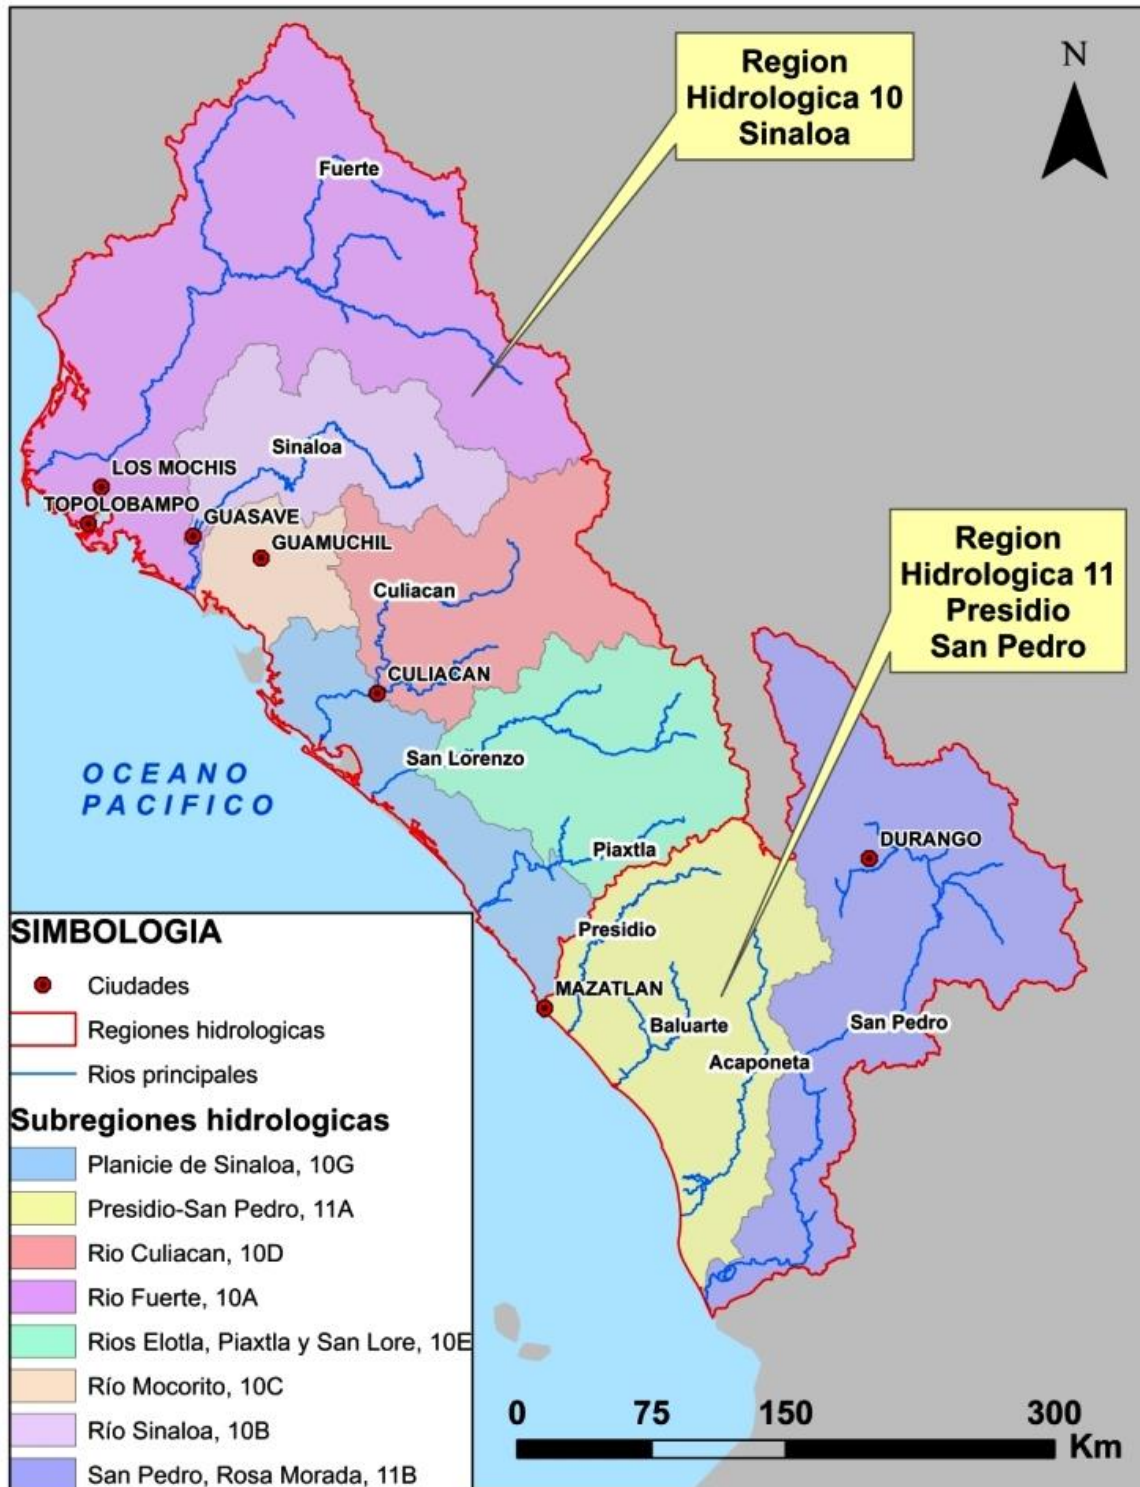 Region
Hidrologica 10
Sinaloa
N
Fuerte
Sinaloa
LOS MOCHIS
TOPOLOBAMPO
GUASAVE
GUAMUCHIL
Region
Hidrologica 11
Presidio
San Pedro
Culiacan
CULIACAN
San Lorenzo
OCEANO
PACIFICO
Piaxtla
DURANGO
Presidio
MAZATLAN
Baluarte
San Pedro
Acaponeta
SIMBOLOGIA
Ciudades
Regiones hidrologicas
Rios principales
Subregiones hidrologicas
Planicie de Sinaloa, 10G
Presidio-San Pedro, 11A
Rio Culiacan, 10D
Rio Fuerte, 10A
Rios Elotla, Piaxtla y San Lore, 10E
Río Mocorito, 10C
Río Sinaloa, 10B
San Pedro, Rosa Morada, 11B
0 75 150 300
Km